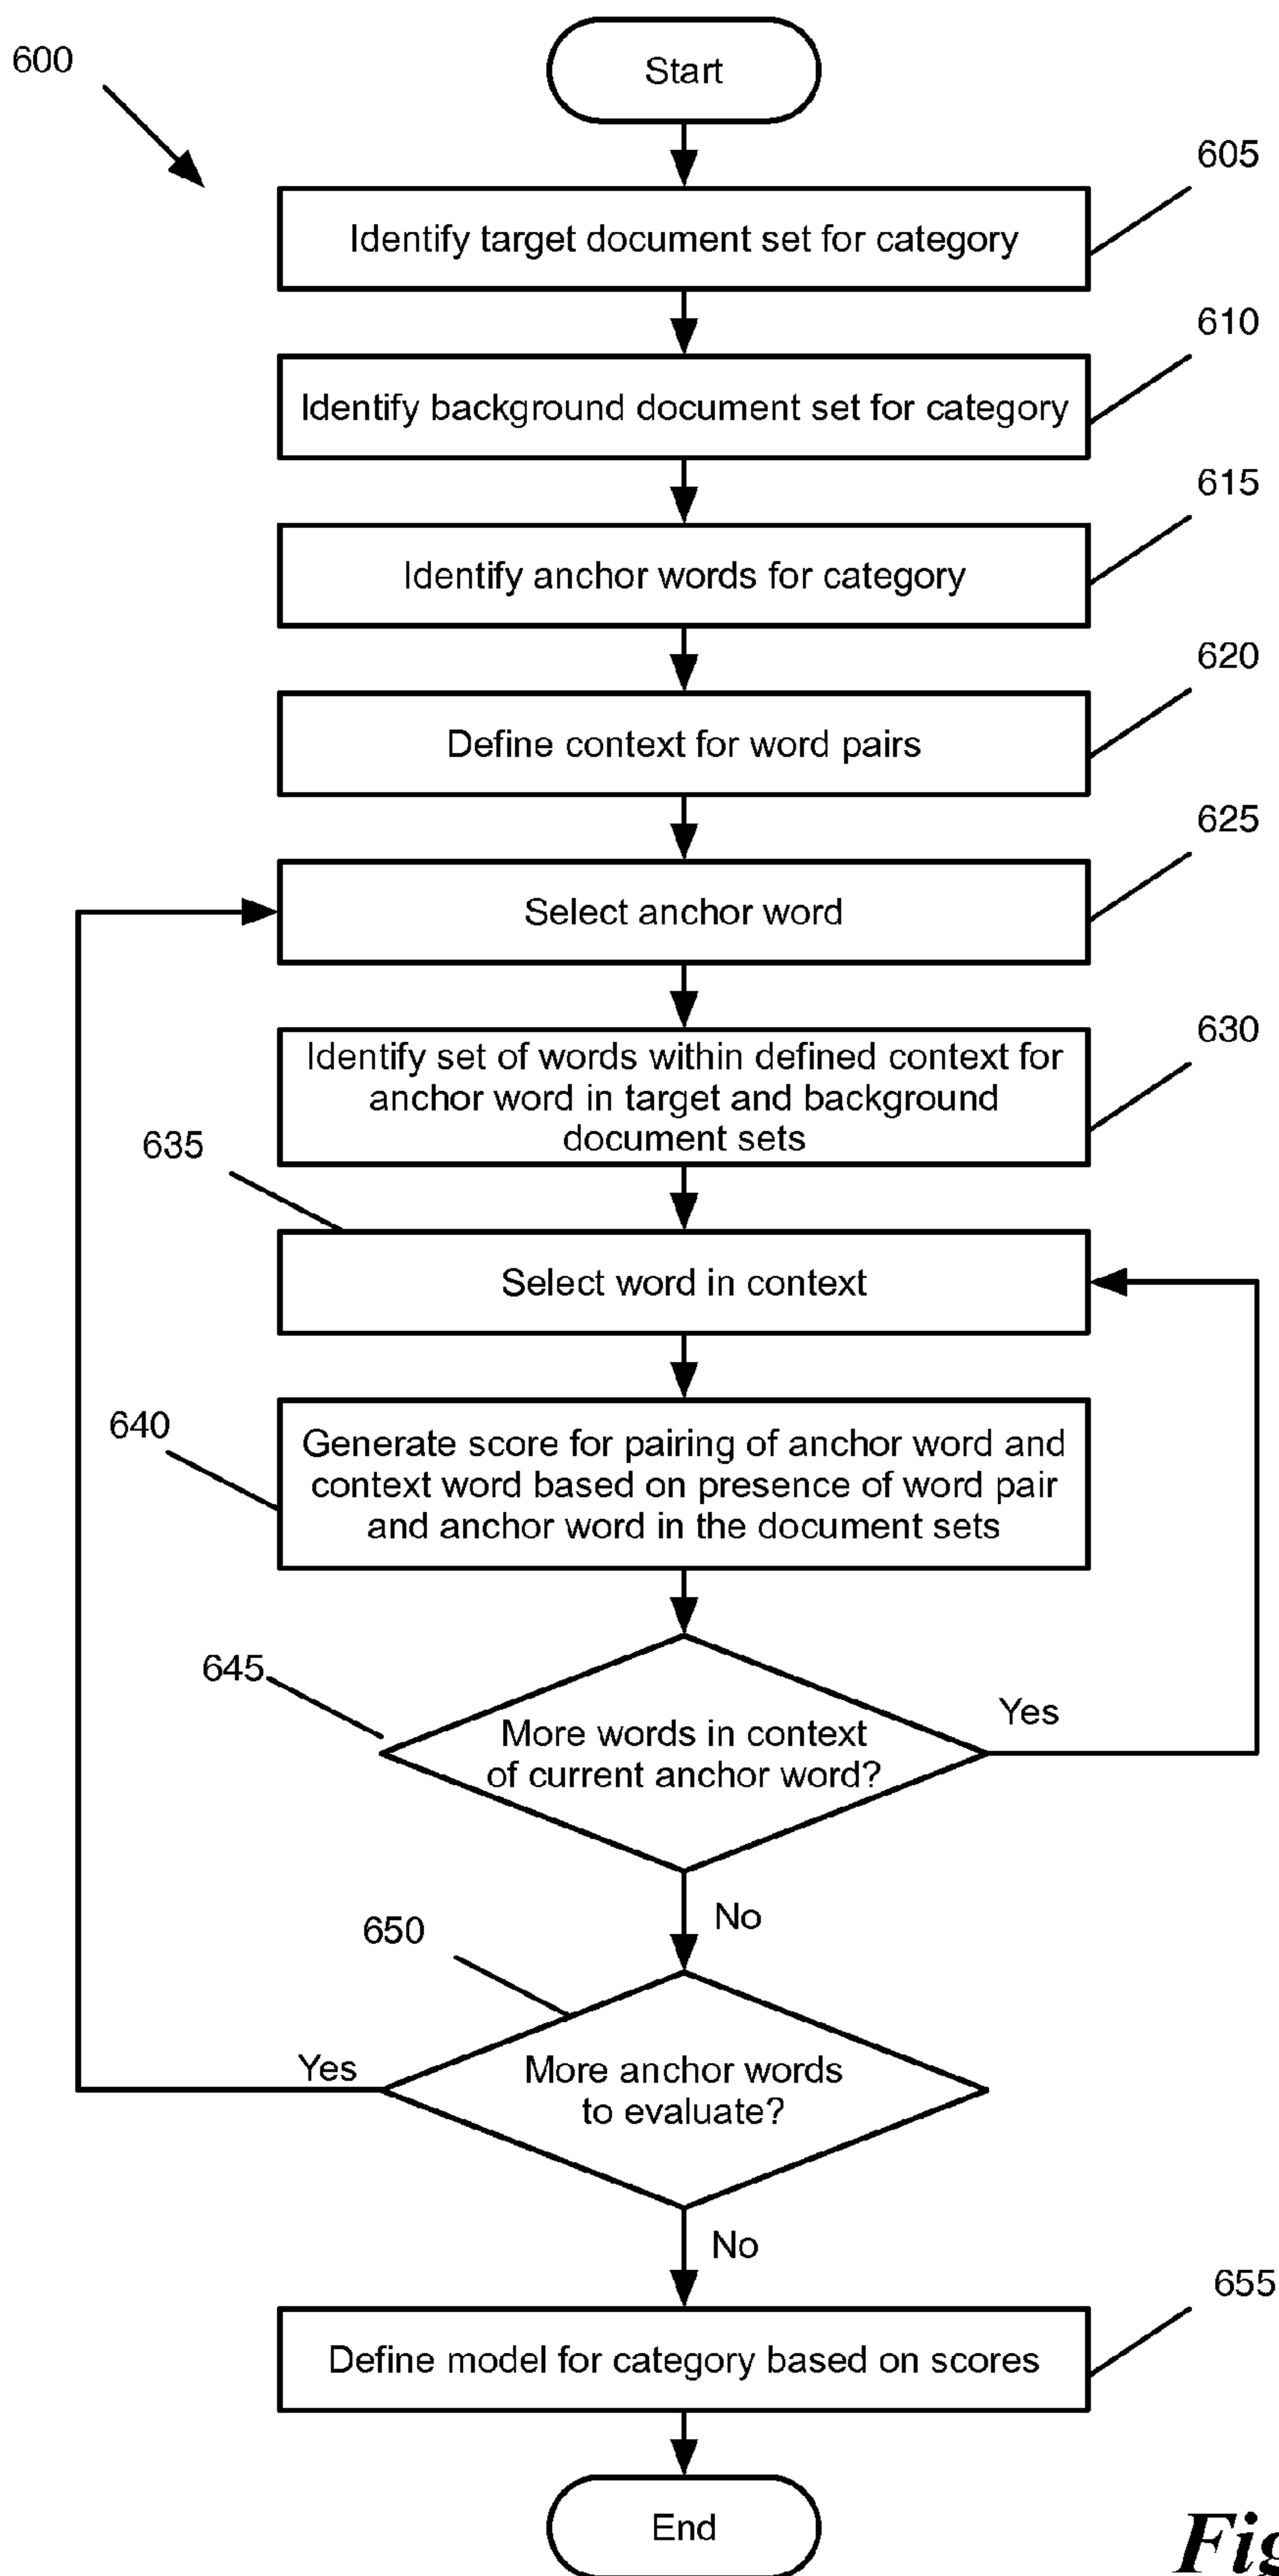 600
Start
605
Identify target document set for category
610
Identify background document set for category
615
Identify anchor words for category
620
Define context for word pairs
625
Select anchor word
630
Identify set of words within defined context for
anchor word in target and background
document sets
635
Select word in context
640
Generate score for pairing of anchor word and
context word based on presence of word pair
and anchor word in the document sets
645
More words in context
of current anchor word?
Yes
No
650
More anchor words
to evaluate?
Yes
No
655
Define model for category based on scores
End
Fig